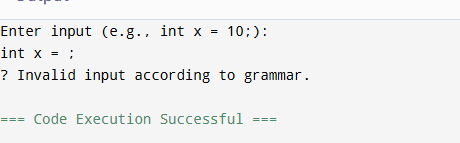 Enter input (e.g., int x = 10;):
int x = ;
? Invalid input according to grammar.
=== Code Execution Successful ===